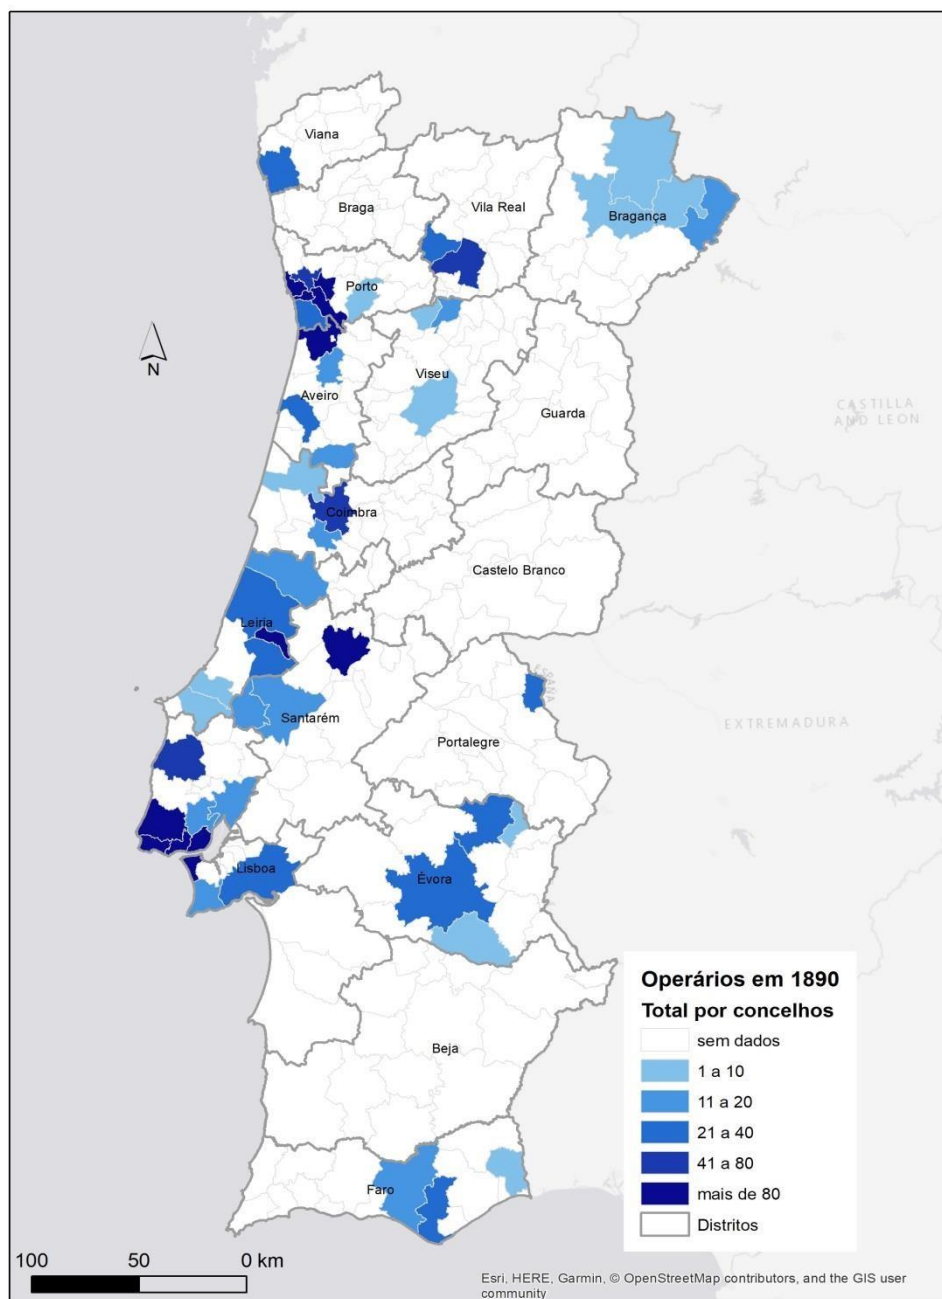 Viana
Braga
Vila Real
Bragança
Porto
N
Viseu
Aveiro
Guarda
CASTILLA
AND LEON
Coimbra
Castelo Branco
Leiria
ESPAÑA
Santarém
EXTREMADURA
Portalegre
Lisboa
Évora
Beja
Faro
Operários em 1890
Total por concelhos
sem dados
1 a 10
11 a 20
21 a 40
41 a 80
mais de 80
Distritos
100 50 0 km
Esri, HERE, Garmin, © OpenStreetMap contributors, and the GIS user
community